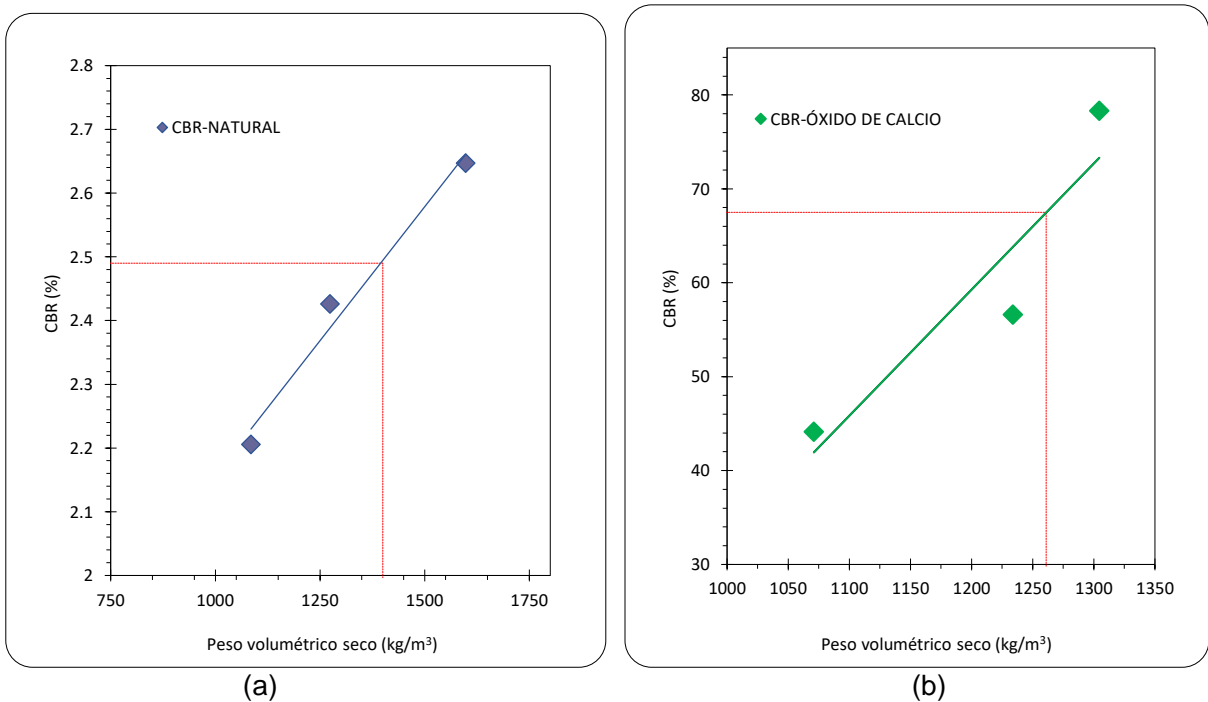 2.8
2.7
2.6
2.5
2.4
2.3
2.2
2.1
2
CBR (%)
CBR-NATURAL
750 1000 1250 1500 1750
Peso volumétrico seco (kg/m³)
(a)
80
70
60
50
40
30
CBR (%)
CBR-ÓXIDO DE CALCIO
1000 1050 1100 1150 1200 1250 1300 1350
Peso volumétrico seco (kg/m³)
(b)